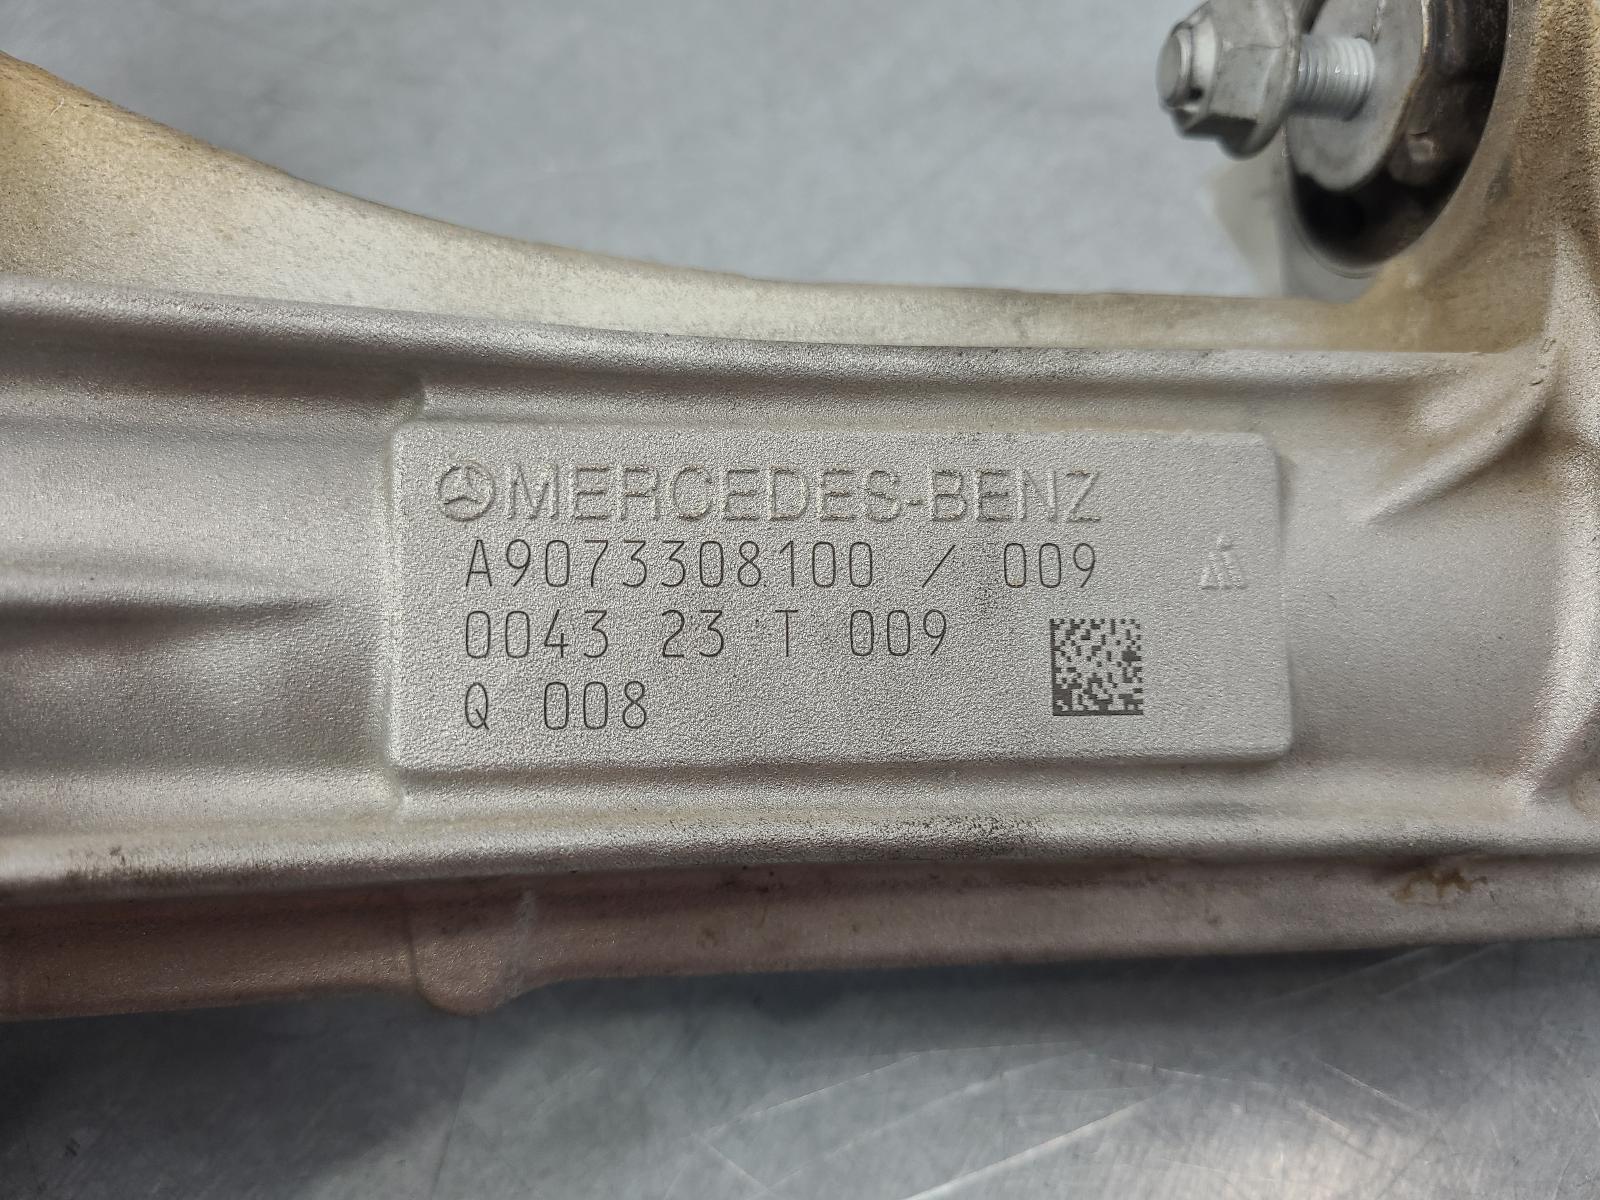 MERCEDES-BENZ
A9073308100 / 009
0043 23 T 009
Q 008